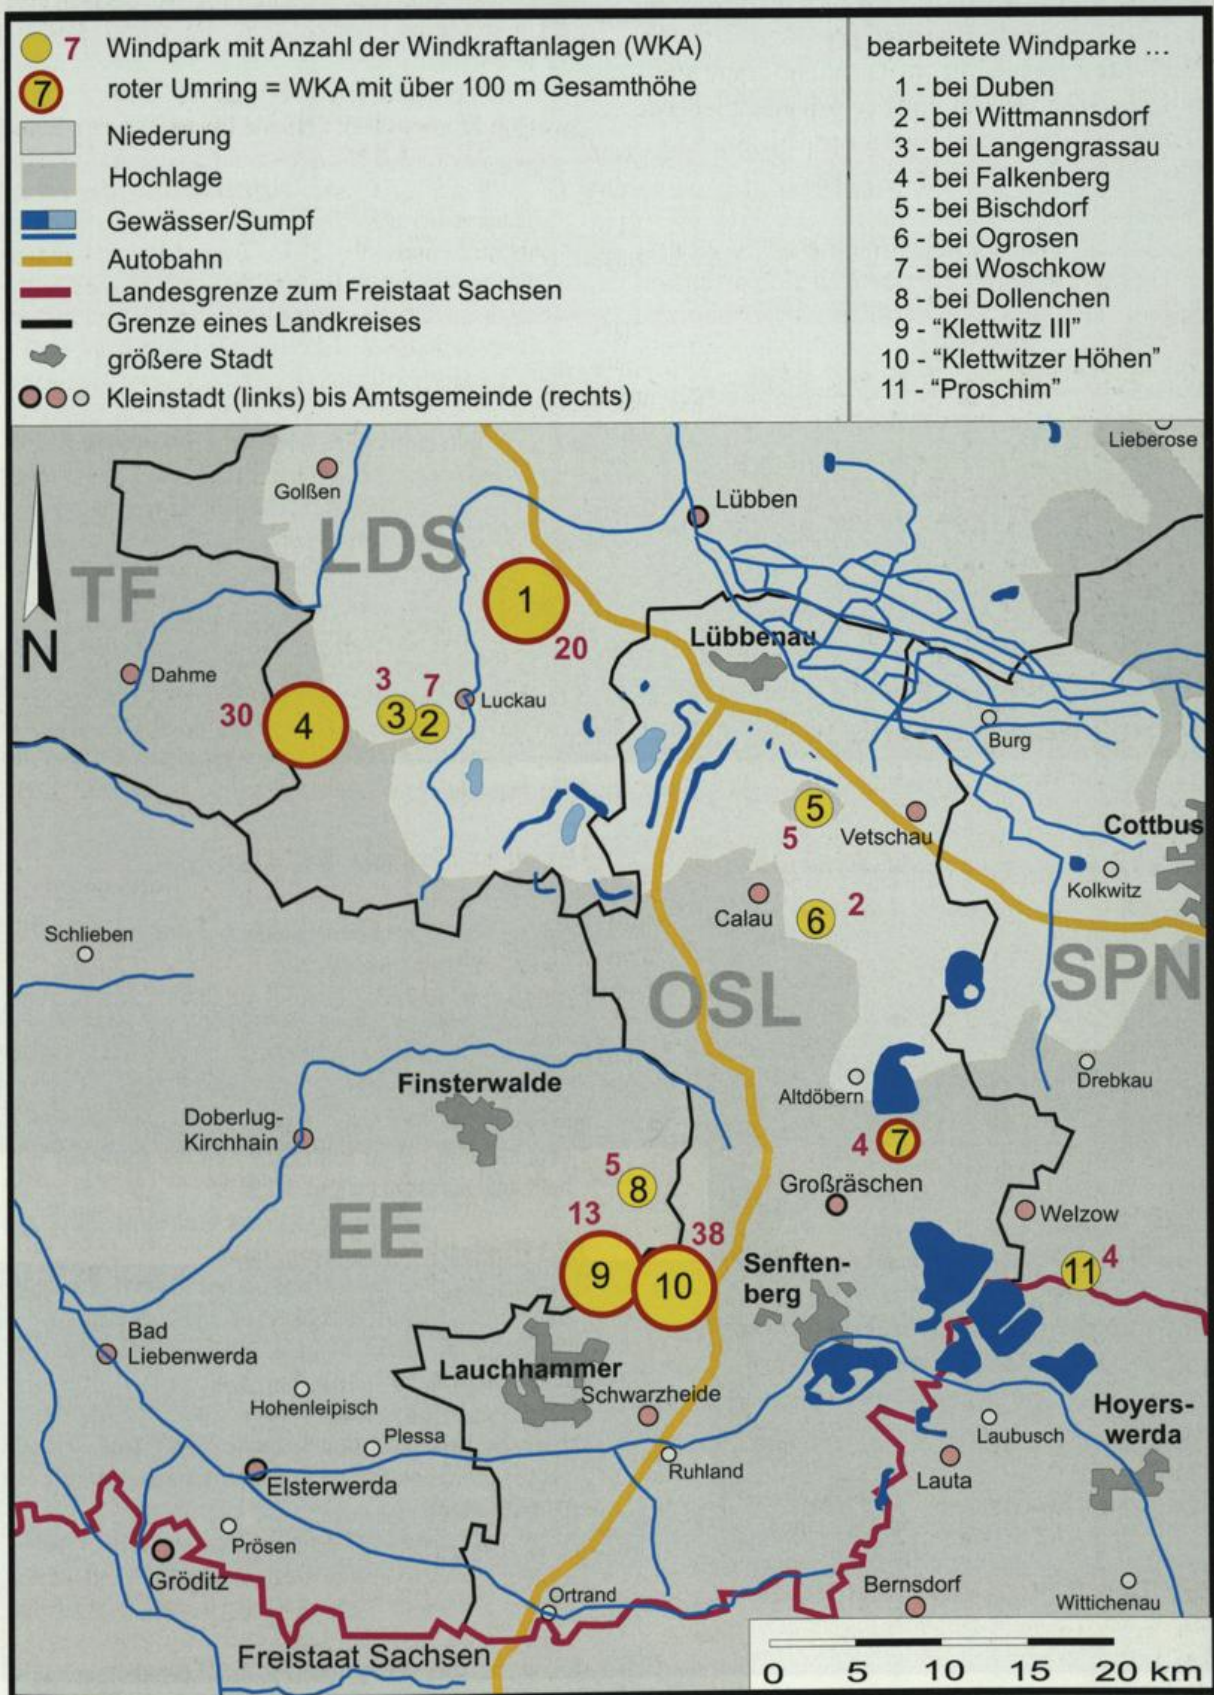 7 Windpark mit Anzahl der Windkraftanlagen (WKA)
7 roter Umring = WKA mit über 100 m Gesamthöhe
Niederung
Hochlage
Gewässer/Sumpf
Autobahn
Landesgrenze zum Freistaat Sachsen
Grenze eines Landkreises
größere Stadt
Kleinstadt (links) bis Amtsgemeinde (rechts)
bearbeitete Windparke ...
1 - bei Duben
2 - bei Wittmannsdorf
3 - bei Langengrassau
4 - bei Falkenberg
5 - bei Bischdorf
6 - bei Ogrosen
7 - bei Woschkow
8 - bei Dollenchen
9 - "Klettwitz III"
10 - "Klettwitzer Höhen"
11 - "Proschim"
Lieberose
Golßen
Lübben
LDS
TF
1
20
N
Lübbenau
Dahme
3
7
Luckau
30
4
3
2
Burg
5
5
Vetschau
Cottbus
Kolkwitz
Calau
6
2
Schlieben
OSL
SPN
Finsterwalde
Altdöbern
Drebkau
Doberlug-
Kirchhain
4
7
5
8
Großräschen
EE
13
38
Welzow
9
10
Senften-
berg
11
4
Bad
Liebenwerda
Lauchhammer
Schwarzheide
Hohenleipisch
Plessa
Hoyers-
werda
Laubusch
Ruhland
Lauta
Elsterwerda
Prösen
Gröditz
Ortrand
Bernsdorf
Wittichenau
Freistaat Sachsen
0 5 10 15 20 km